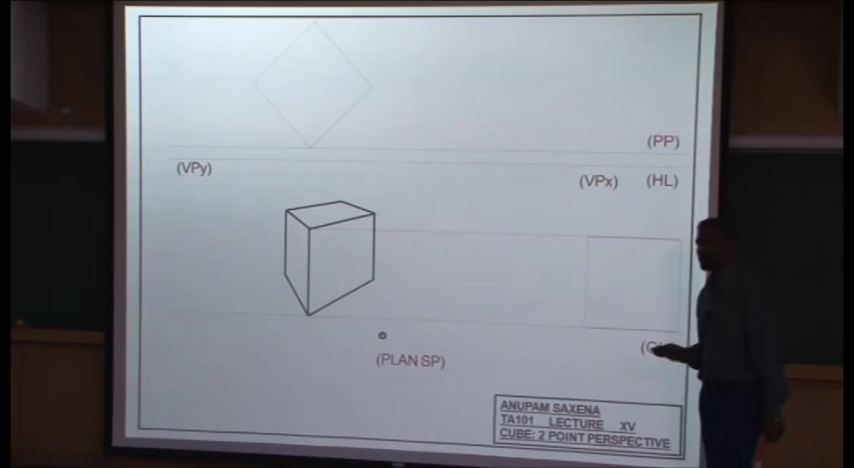 (PP)
(VPy)
(VPx) (HL)
(PLAN SP)
ANUPAM SAXENA
TA101 LECTURE XV
CUBE: 2 POINT PERSPECTIVE